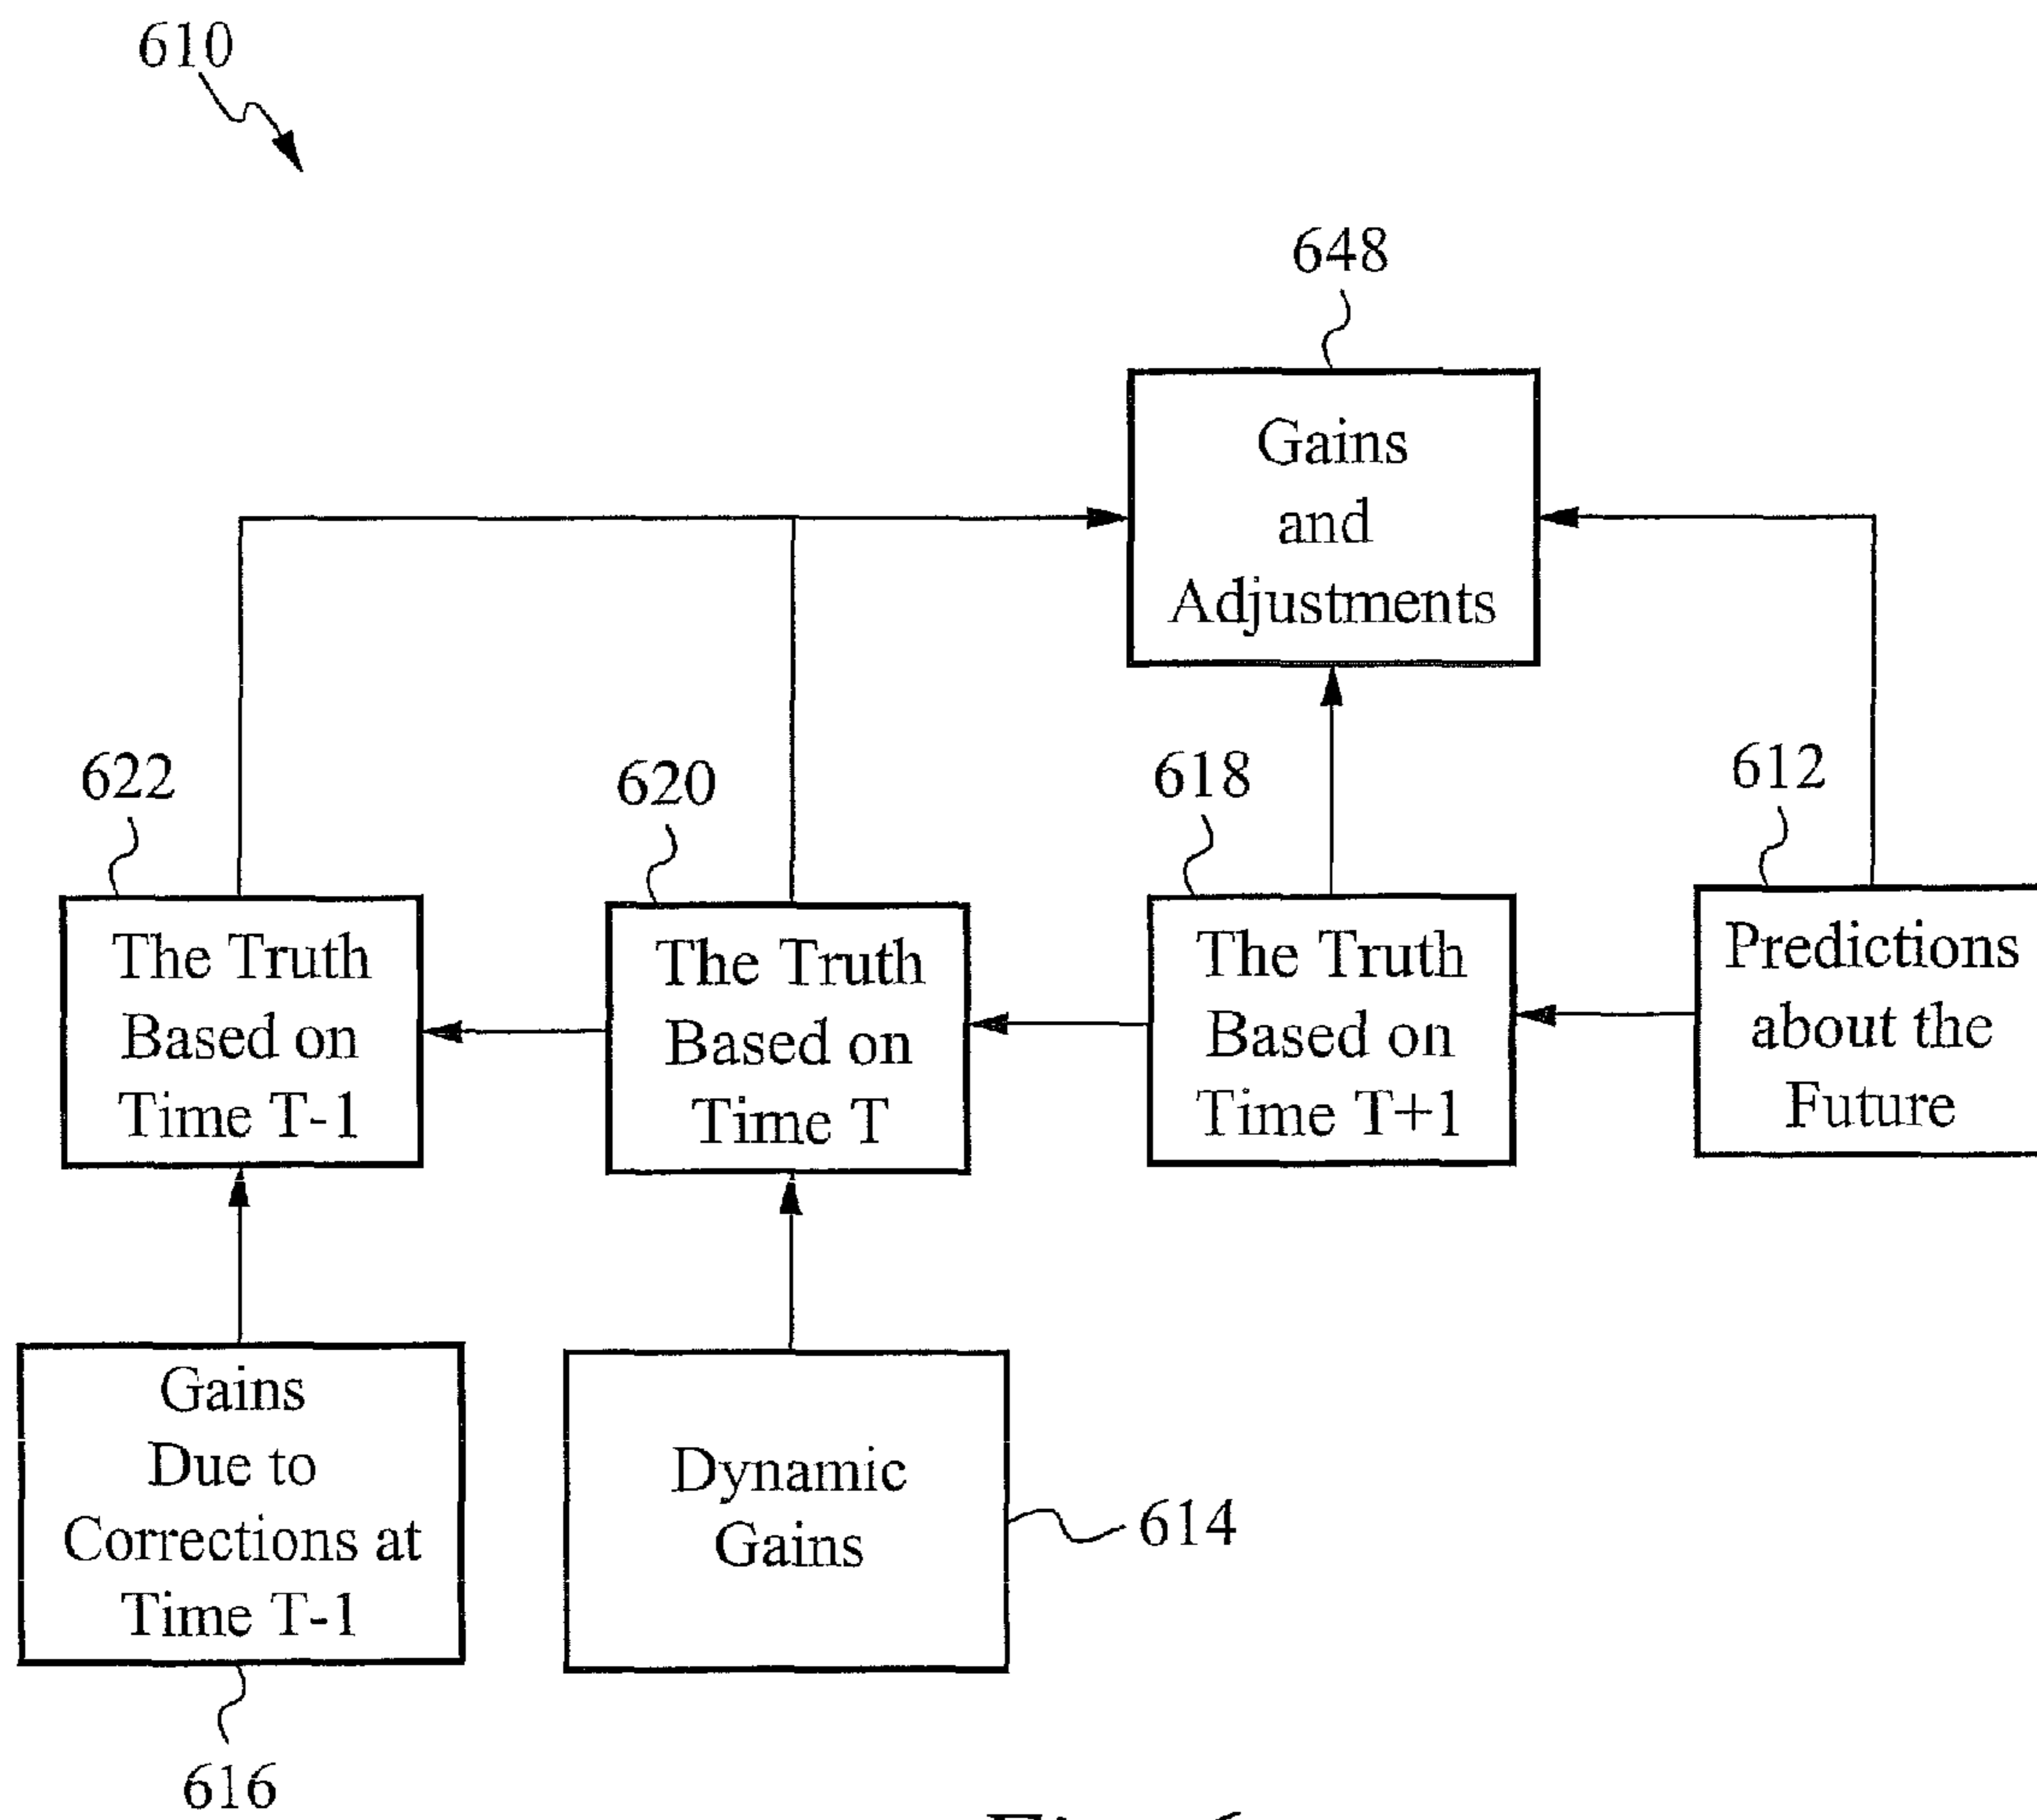 610
648
Gains
and
Adjustments
622
620
618
612
The Truth
Based on
Time T-1
The Truth
Based on
Time T
The Truth
Based on
Time T+1
Predictions
about the
Future
Gains
Due to
Corrections at
Time T-1
Dynamic
Gains
614
616